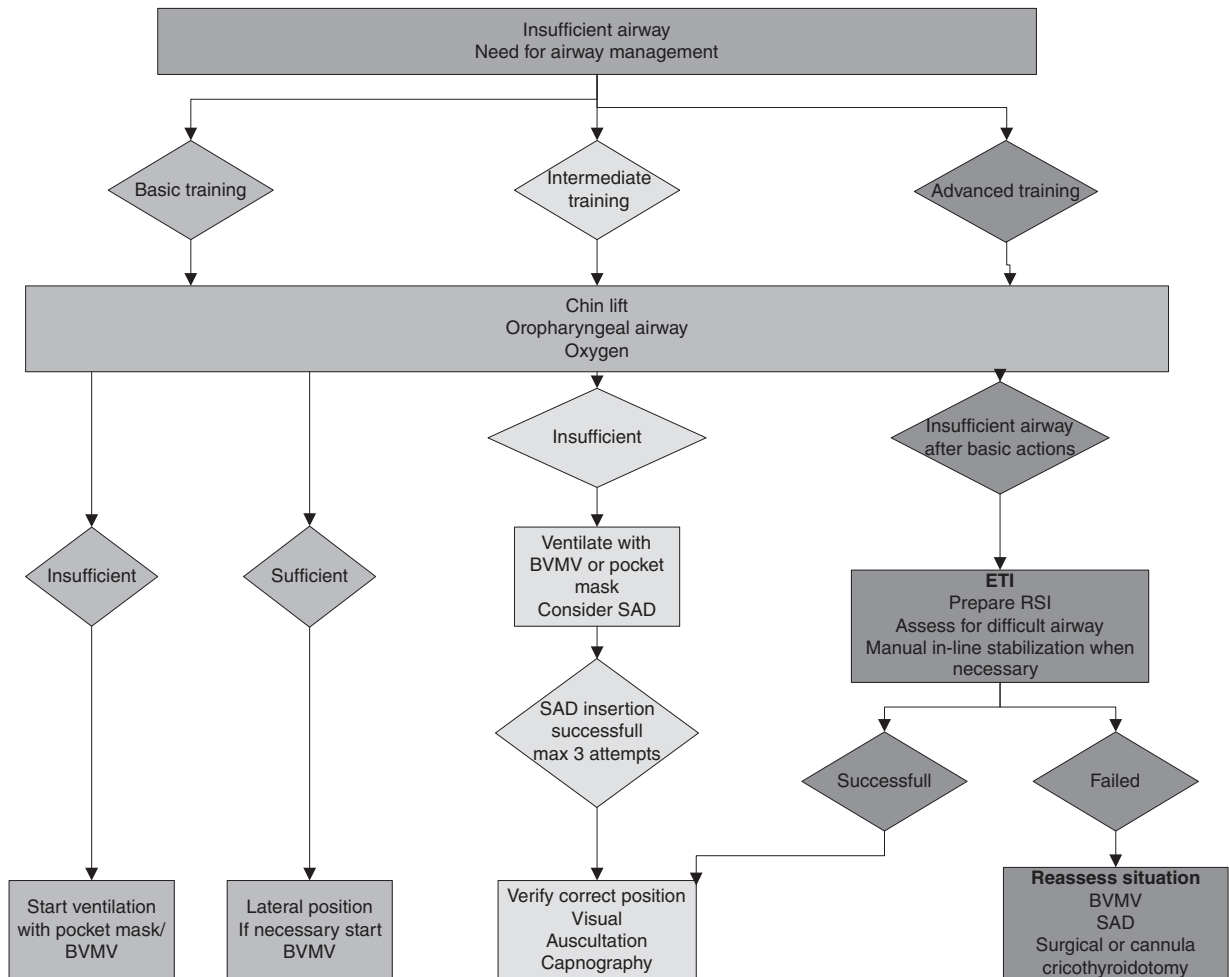 Insufficient airway
Need for airway management
Basic training
Intermediate
training
Advanced training
Chin lift
Oropharyngeal airway
Oxygen
Insufficient
Insufficient airway
after basic actions
Insufficient
Sufficient
Ventilate with
BVMV or pocket
mask
Consider SAD
ETI
Prepare RSI
Assess for difficult airway
Manual in-line stabilization when
necessary
SAD insertion
successfull
max 3 attempts
Successfull
Failed
Start ventilation
with pocket mask/
BVMV
Lateral position
If necessary start
BVMV
Verify correct position
Visual
Auscultation
Capnography
Reassess situation
BVMV
SAD
Surgical or cannula
cricothyroidotomy